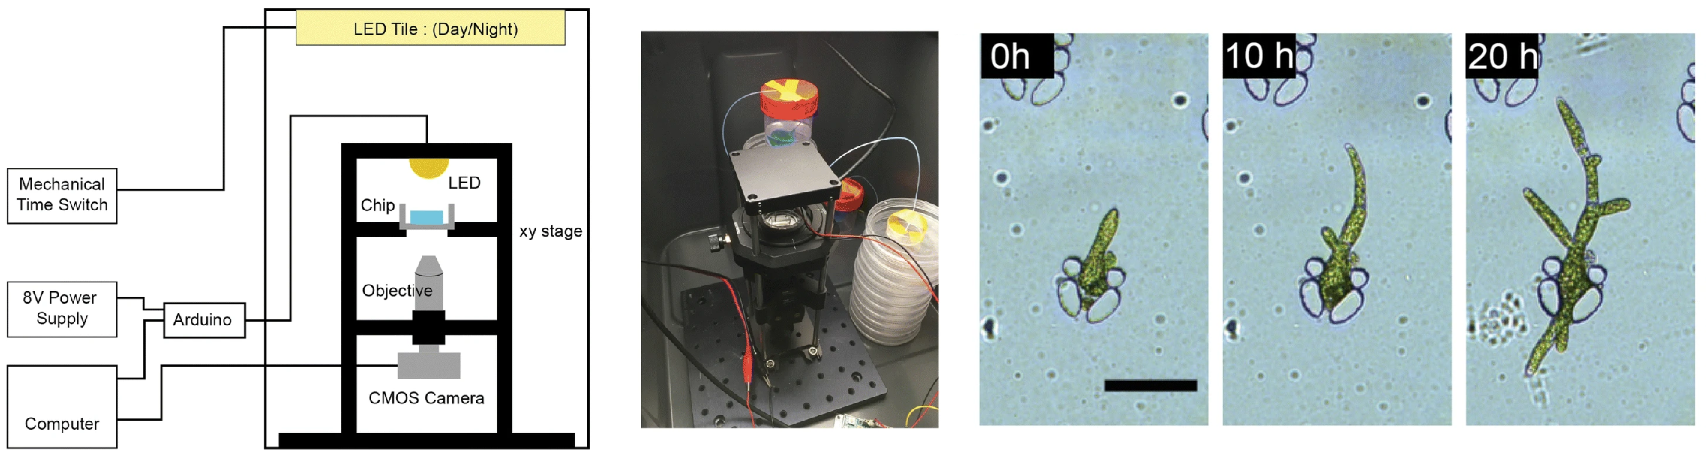 LED Tile : (Day/Night)
Mechanical
Time Switch
LED
Chip
xy stage
8V Power
Supply
Arduino
Objective
Computer
CMOS Camera
0h
10 h
20 h